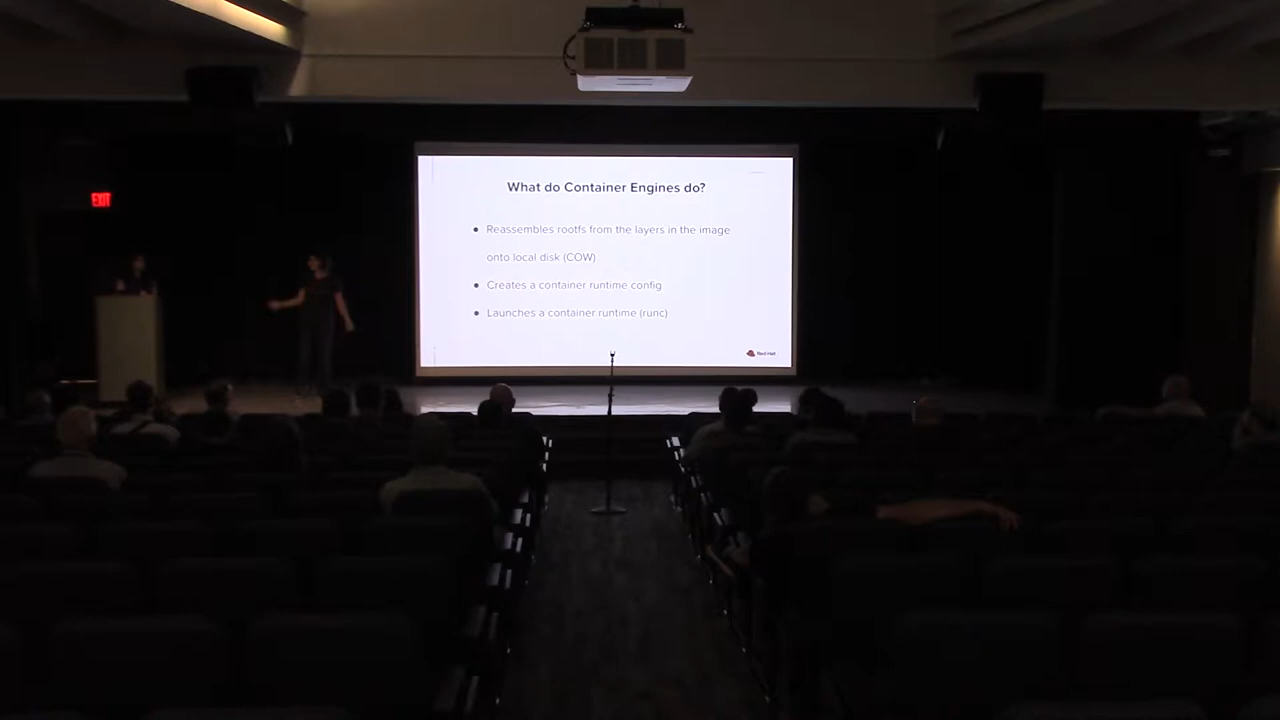 EXIT
What do Container Engines do?
● Reassembles rootfs from the layers in the image
onto local disk (COW)
● Creates a container runtime config
● Launches a container runtime (runc)
Red Hat